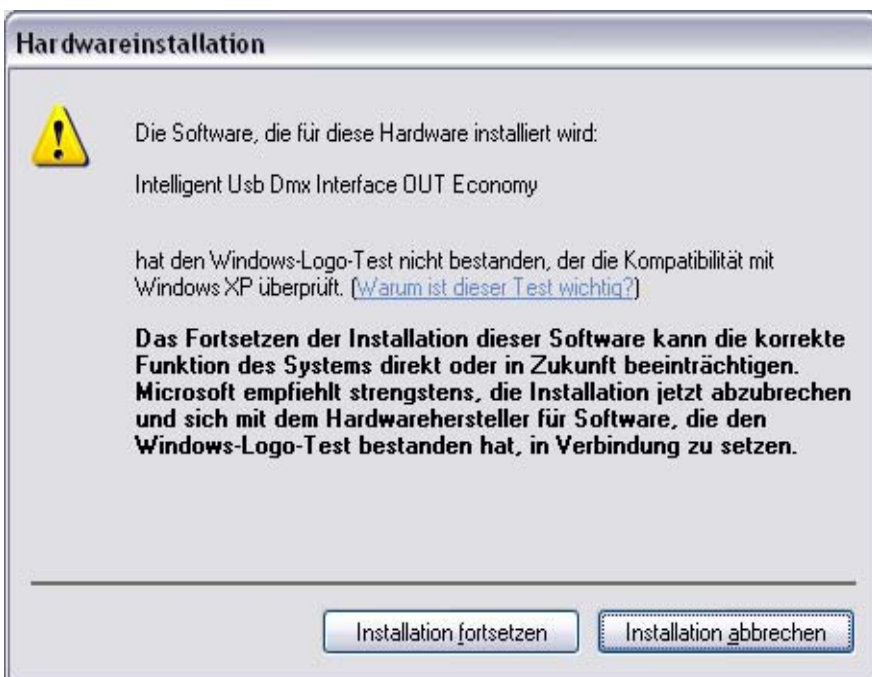 Hardwareinstallation
Die Software, die für diese Hardware installiert wird:
Intelligent Usb Dmx Interface OUT Economy
hat den Windows-Logo-Test nicht bestanden, der die Kompatibilität mit
Windows XP überprüft. (Warum ist dieser Test wichtig?)
Das Fortsetzen der Installation dieser Software kann die korrekte
Funktion des Systems direkt oder in Zukunft beeinträchtigen.
Microsoft empfiehlt strengstens, die Installation jetzt abzubrechen
und sich mit dem Hardwarehersteller für Software, die den
Windows-Logo-Test bestanden hat, in Verbindung zu setzen.
Installation fortsetzen
Installation abbrechen